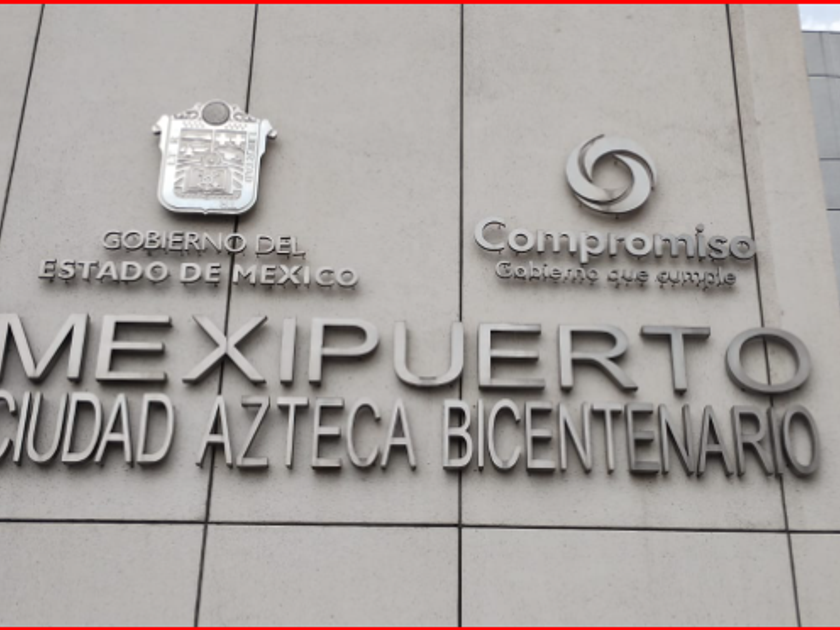 GOBIERNO DEL
ESTADO DE MEXICO
Compromiso
Gobierno que cumple
MEXIPUERTO
CIUDAD AZTECA BICENTENARIO